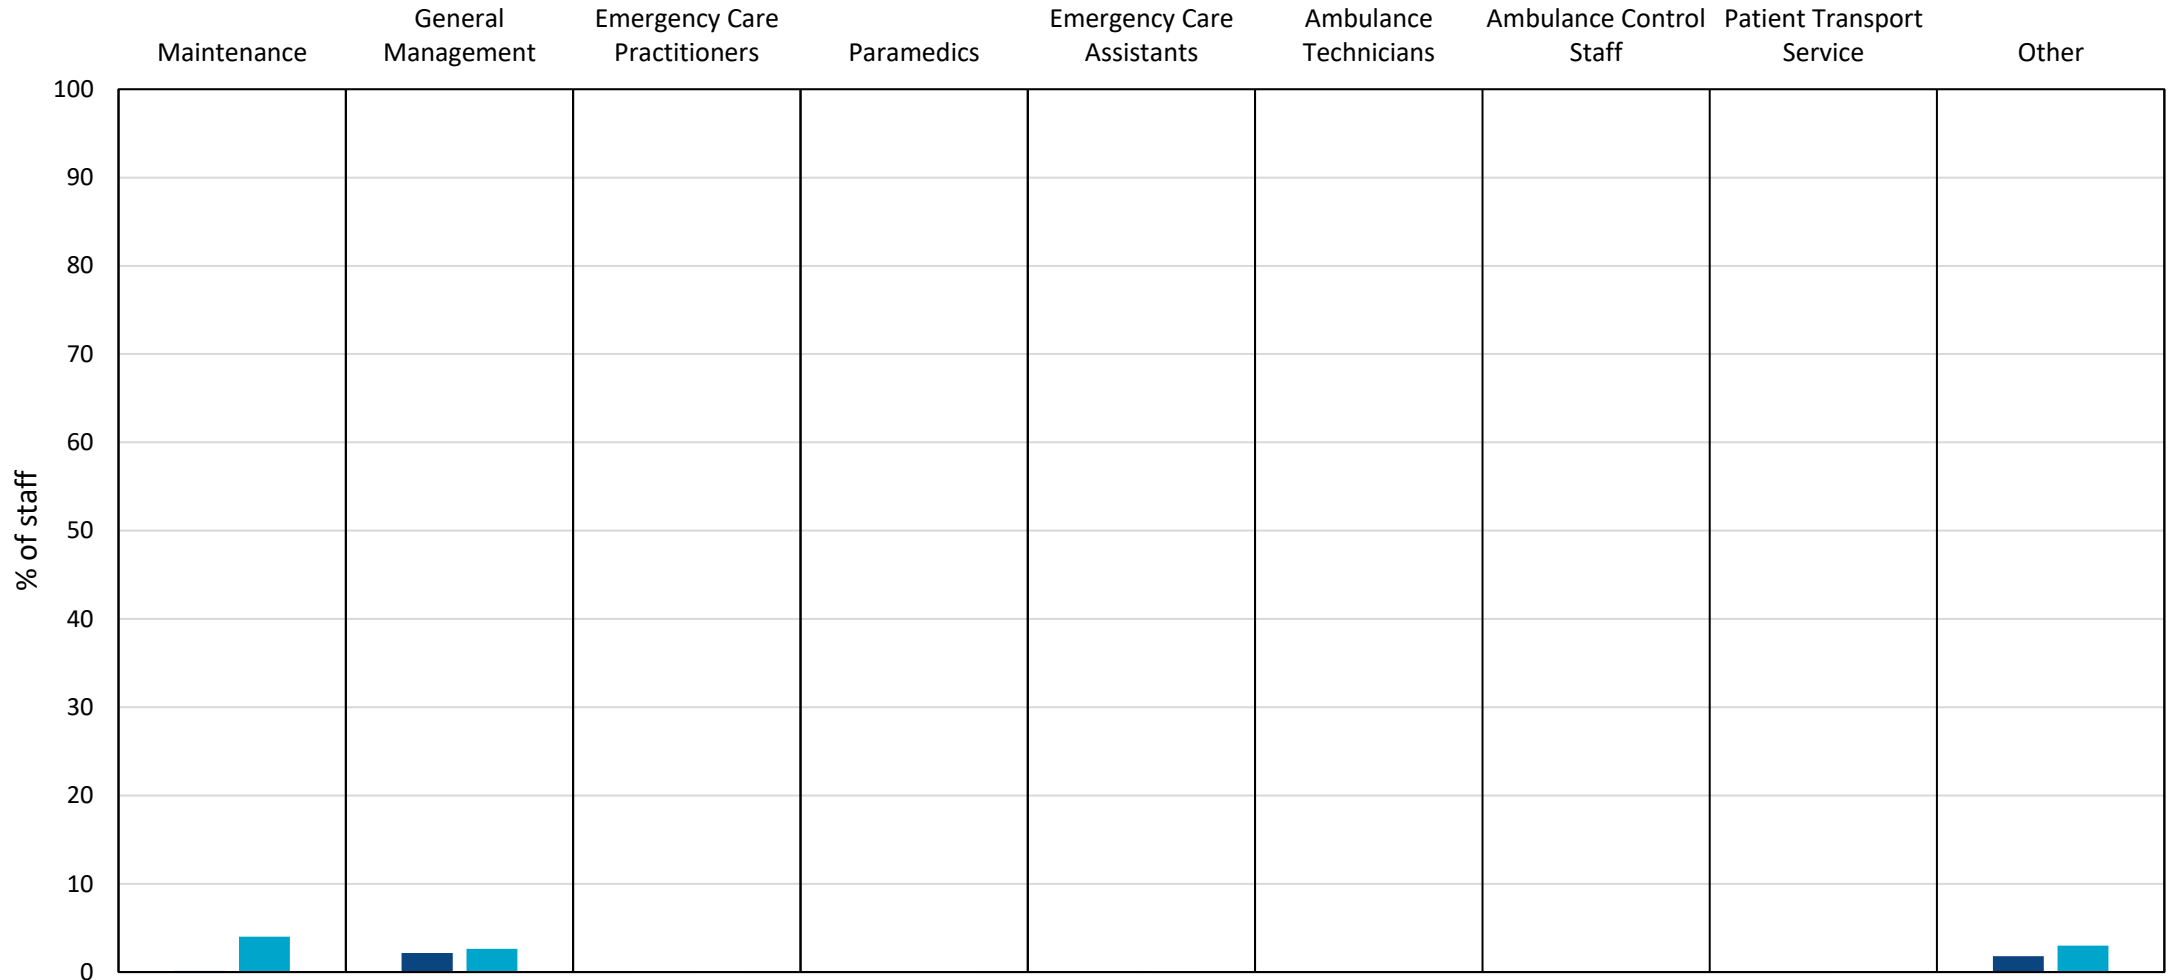 Maintenance
General
Management
Emergency Care
Practitioners
Paramedics
Emergency Care
Assistants
Ambulance
Technicians
Ambulance Control
Staff
Patient Transport
Service
Other
% of staff
100
90
80
70
60
50
40
30
20
10
0